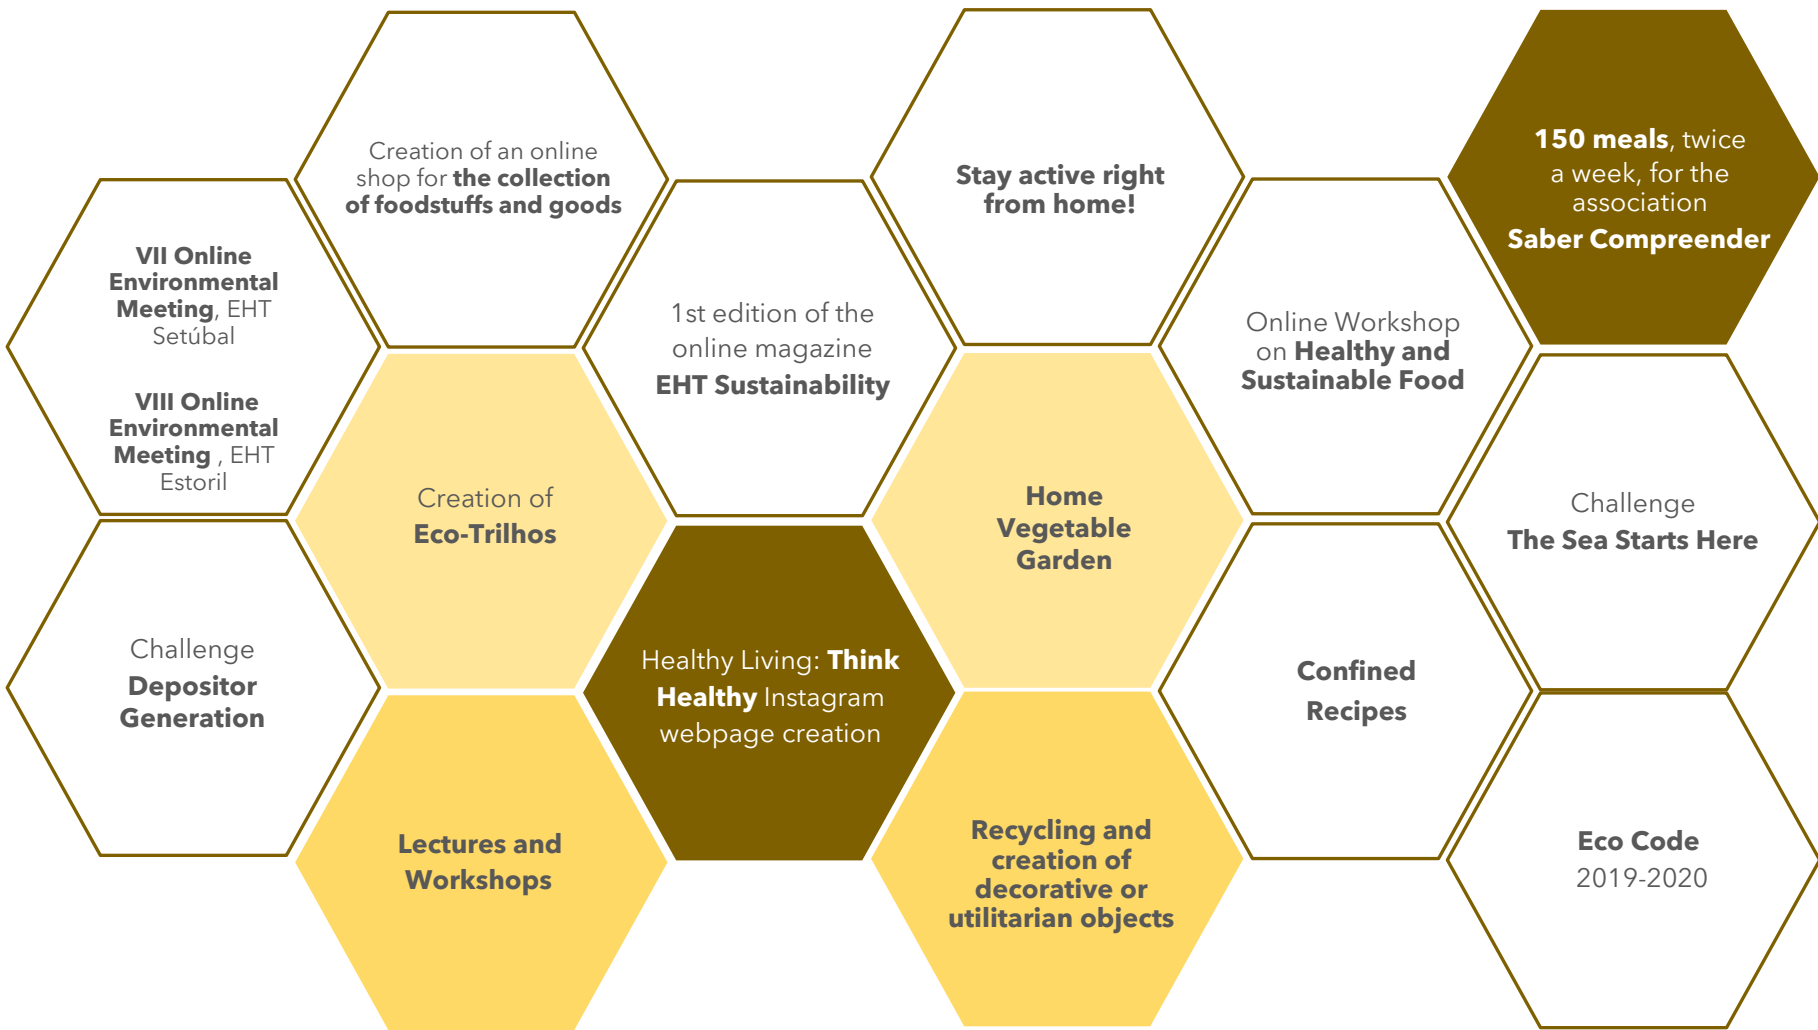 Creation of an online
shop for the collection
of foodstuffs and goods
Stay active right
from home!
150 meals, twice
a week, for the
association
Saber Compreender
VII Online
Environmental
Meeting, EHT
Setúbal
VIII Online
Environmental
Meeting , EHT
Estoril
1st edition of the
online magazine
EHT Sustainability
Online Workshop
on Healthy and
Sustainable Food
Creation of
Eco-Trilhos
Home
Vegetable
Garden
Challenge
The Sea Starts Here
Challenge
Depositor
Generation
Healthy Living: Think
Healthy Instagram
webpage creation
Confined
Recipes
Lectures and
Workshops
Recycling and
creation of
decorative or
utilitarian objects
Eco Code
2019-2020